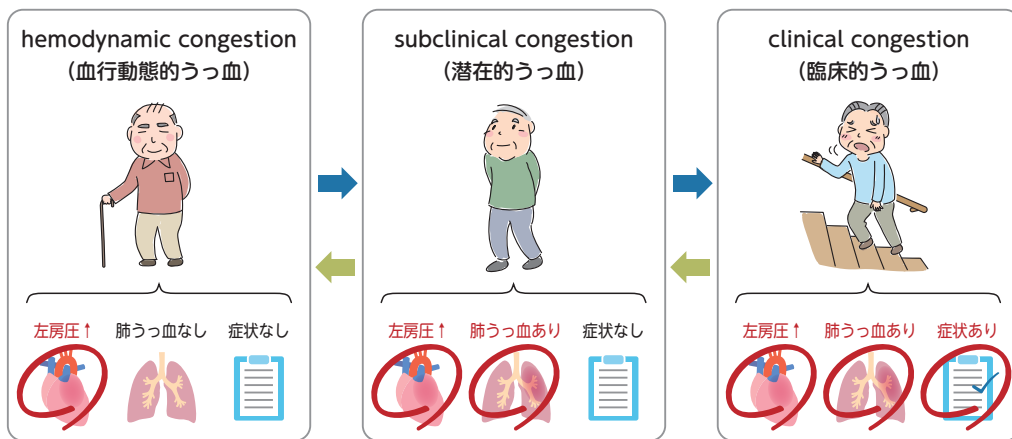 hemodynamic congestion
(血行動態的うっ血)
左房圧↑ 肺うっ血なし 症状なし
subclinical congestion
(潜在的うっ血)
左房圧↑ 肺うっ血あり 症状なし
clinical congestion
(臨床的うっ血)
左房圧↑ 肺うっ血あり 症状あり